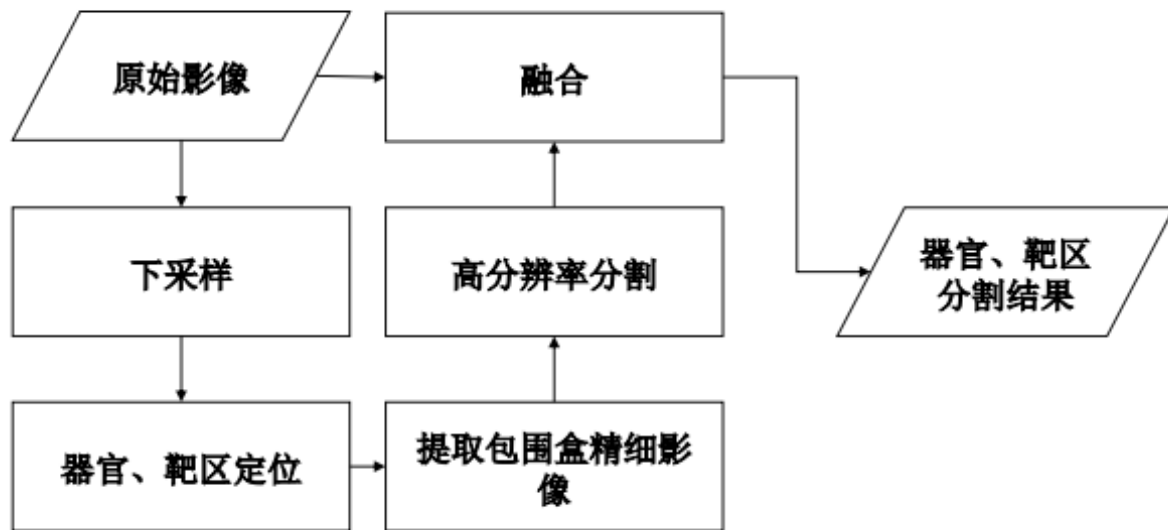 原始影像
融合
下采样
高分辨率分割
器官、靶区
分割结果
器官、靶区定位
提取包围盒精细影
像